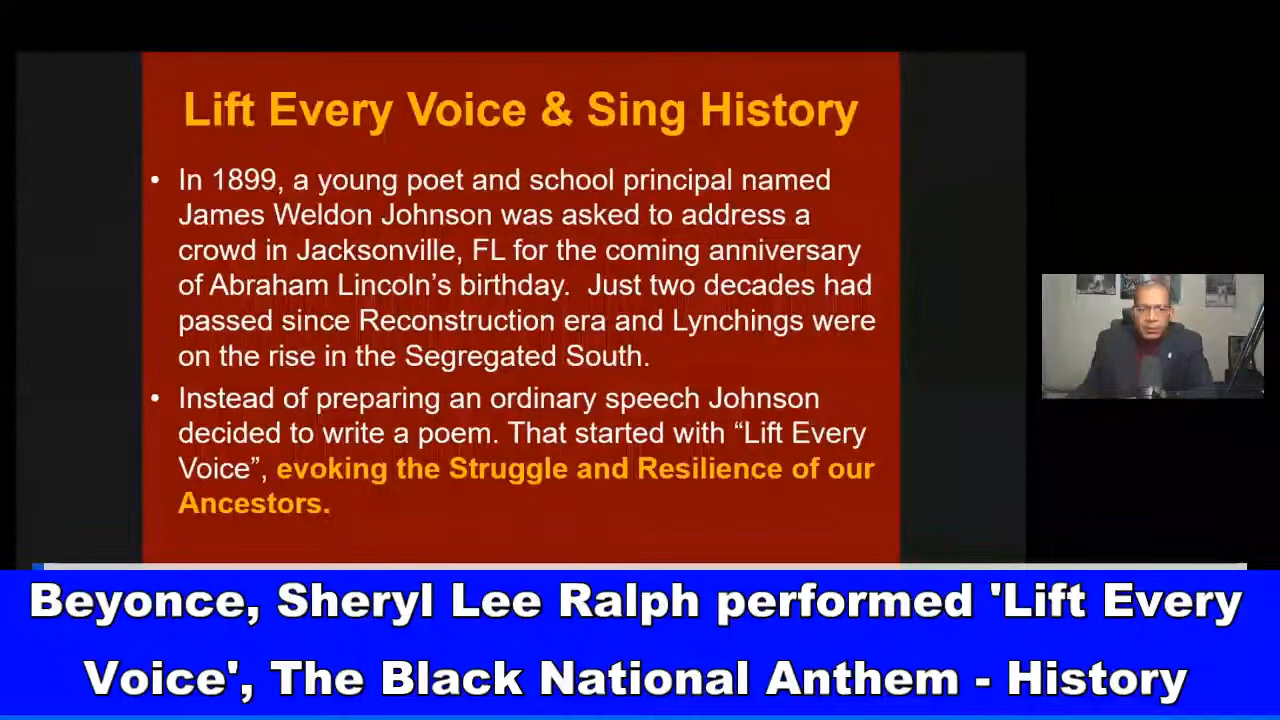 Lift Every Voice & Sing History
• In 1899, a young poet and school principal named
James Weldon Johnson was asked to address a
crowd in Jacksonville, FL for the coming anniversary
of Abraham Lincoln’s birthday.  Just two decades had
passed since Reconstruction era and Lynchings were
on the rise in the Segregated South.
• Instead of preparing an ordinary speech Johnson
decided to write a poem. That started with “Lift Every
Voice”, evoking the Struggle and Resilience of our
Ancestors.
Beyonce, Sheryl Lee Ralph performed 'Lift Every
Voice', The Black National Anthem - History